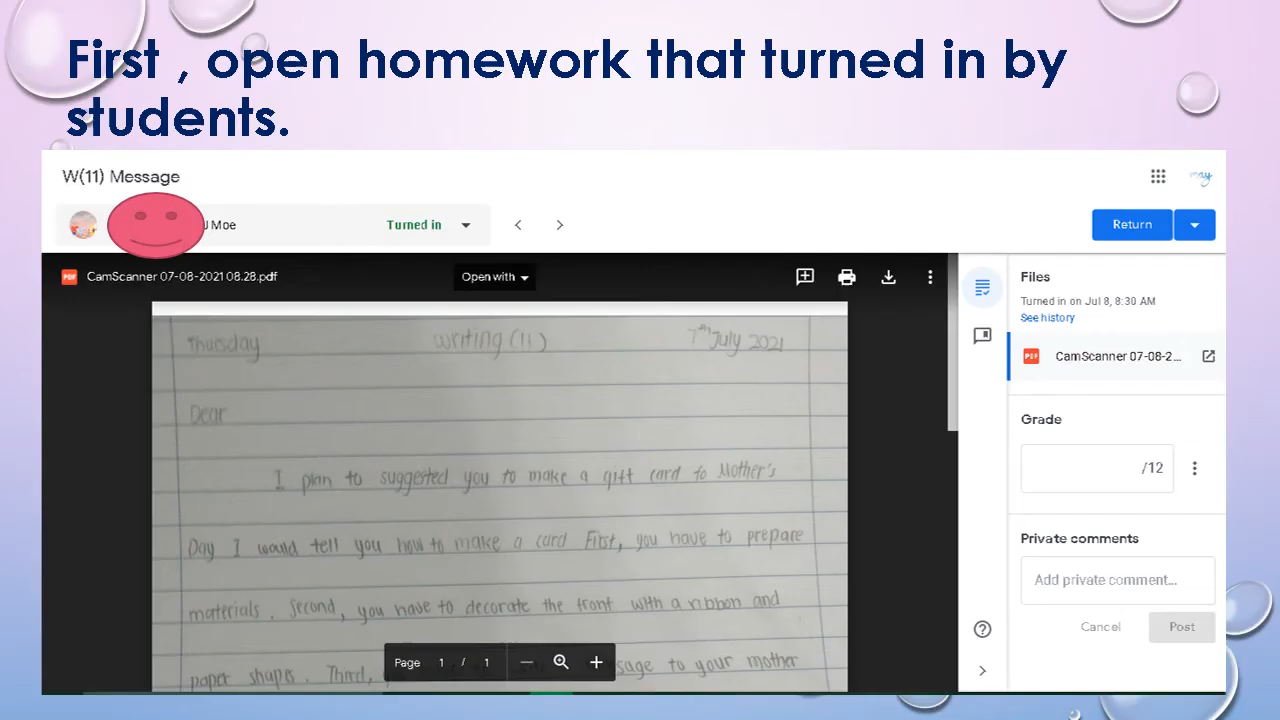 First , open homework that turned in by
students.
W(11) Message
Moe
Turned in
Return
CamScanner 07-08-2021 08.28.pdf
Open with
Files
Turned in on Jul 8, 8:30 AM
See history
PDF
CamScanner 07-08-2...
Grade
/12
Private comments
Add private comment...
Cancel
Post
Thursday writing (11) 7th July 2021
Dear
I plan to suggested you to make a gift card to Mother's
Day I would tell you how to make a card First, you have to prepare
materials . Second, you have to decorate the front with a ribbon and
paper shape. Third, sage to your mother
Page 1 / 1